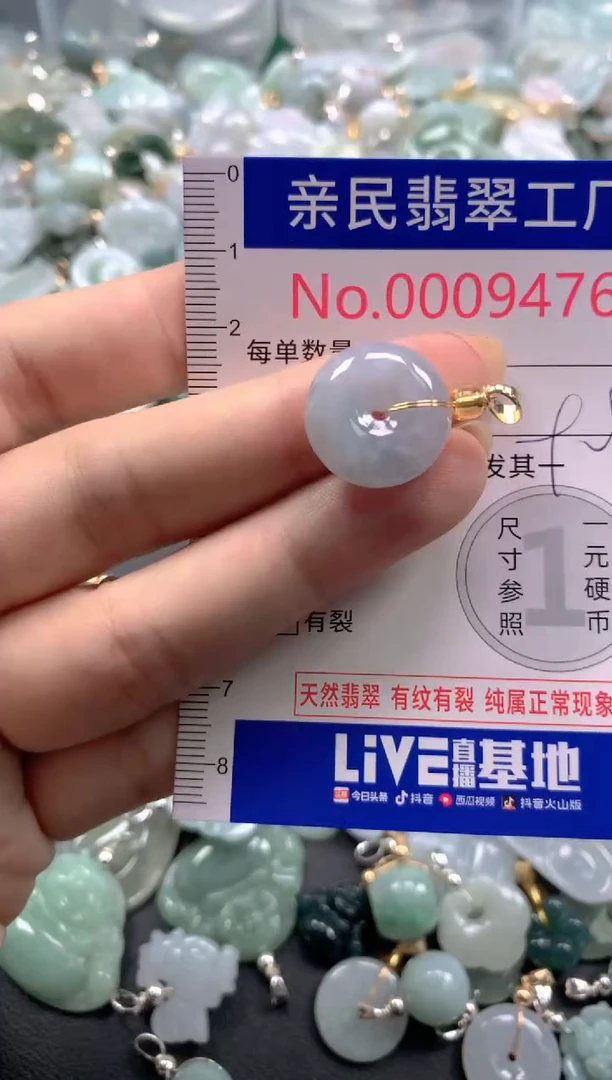 0
亲民翡翠工厂
1
No.0009476
2
每单数量
发其一
尺寸参照
1
一元硬币
有裂
7
天然翡翠 有纹有裂 纯属正常现象
8
LiVE直播基地
今日头条 抖音 西瓜视频 抖音火山版